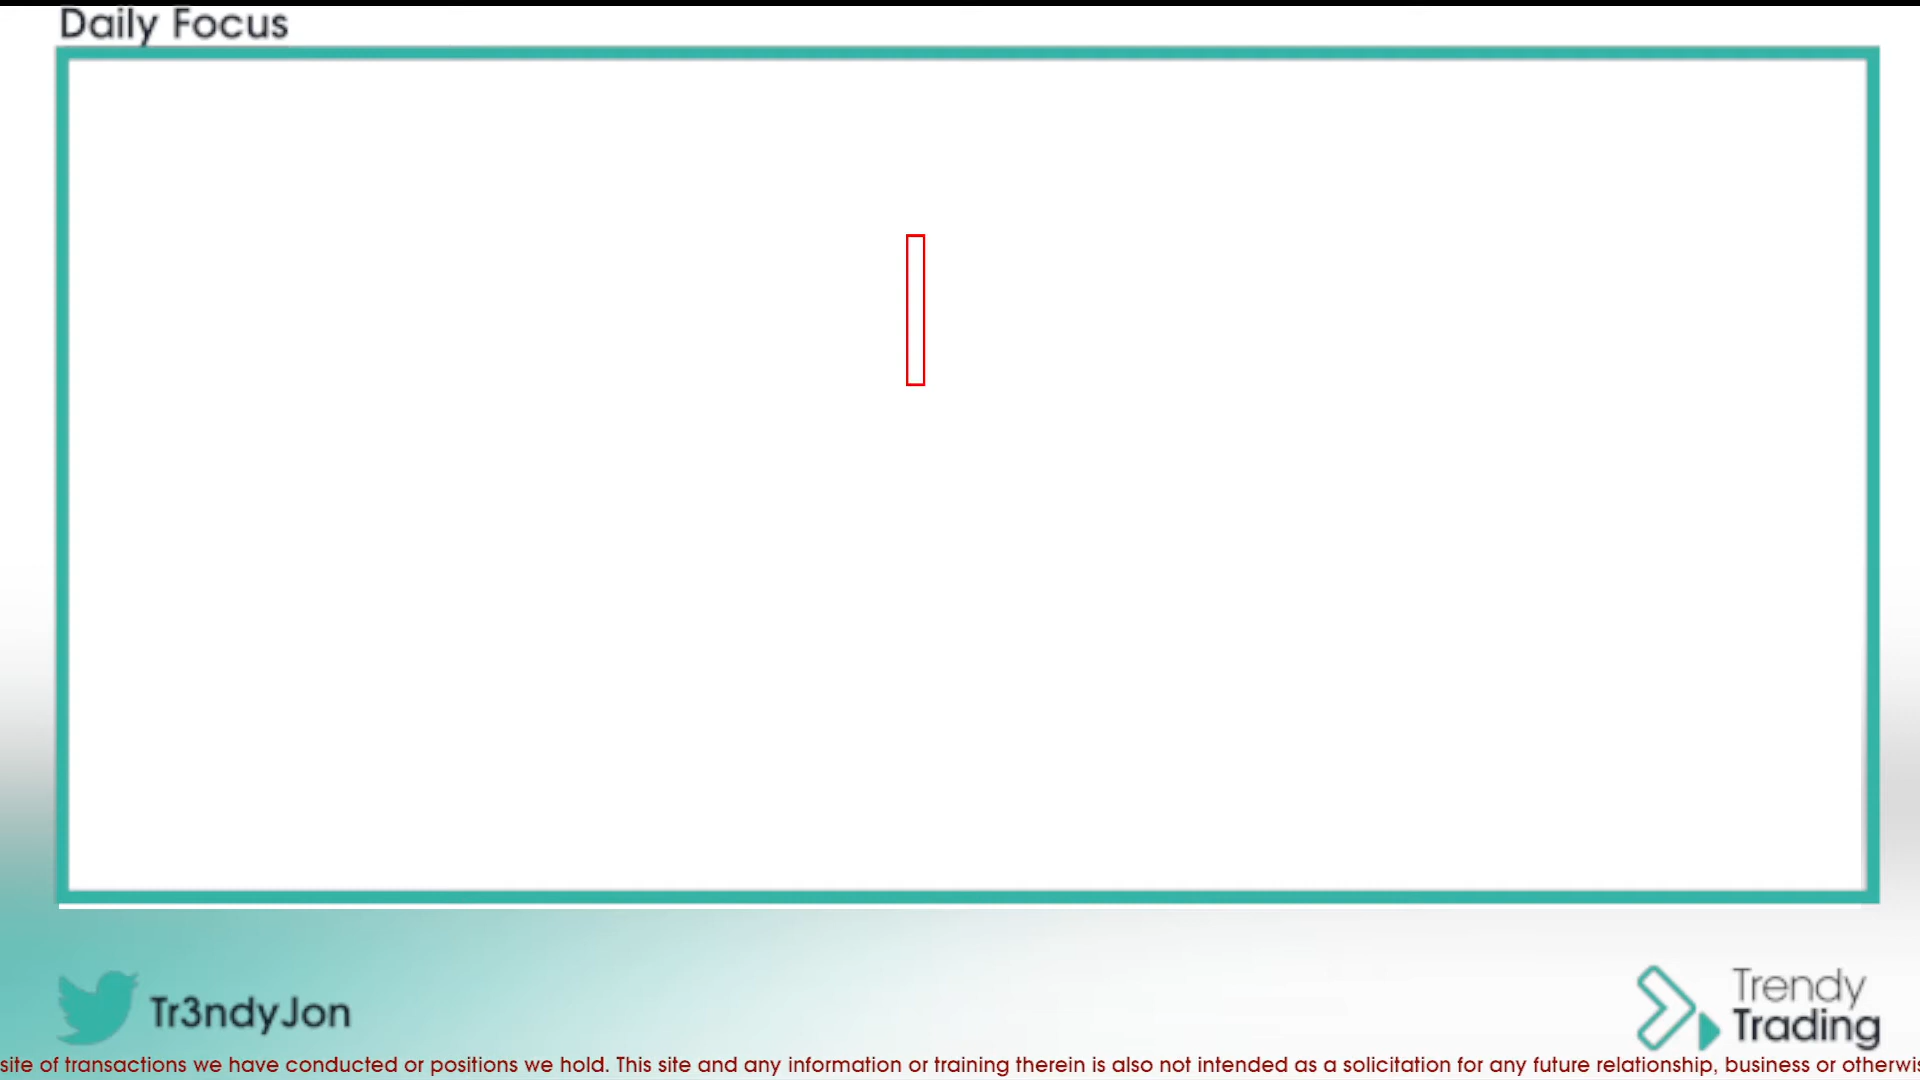 Daily Focus
Tr3ndyJon
Trendy
Trading
site of transactions we have conducted or positions we hold. This site and any information or training therein is also not intended as a solicitation for any future relationship, business or otherwis